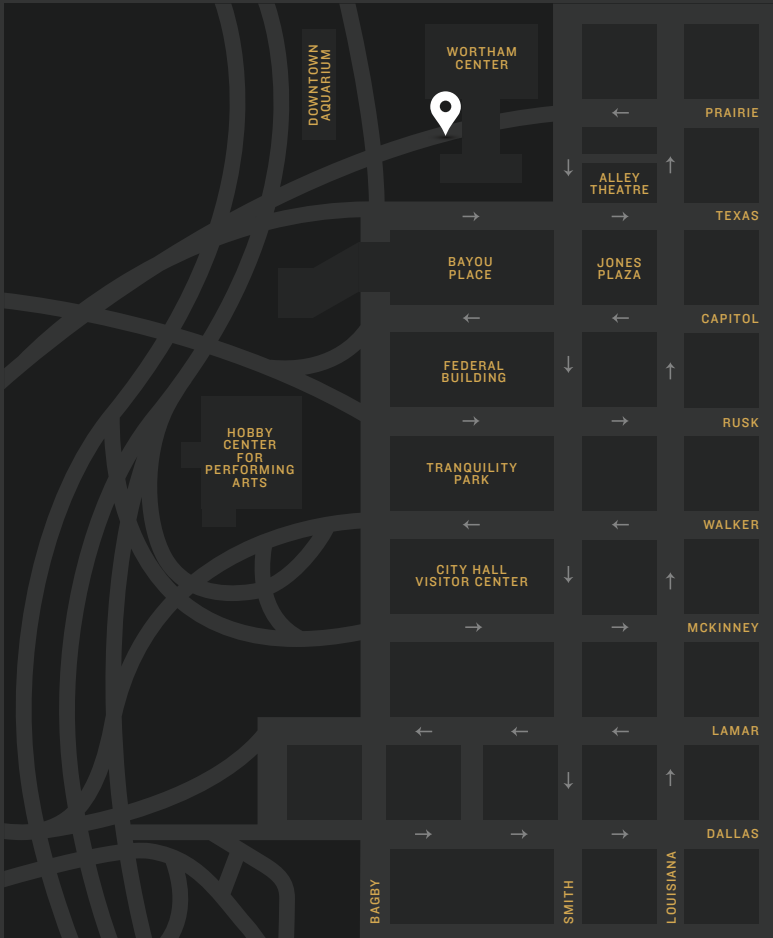 DOWNTOWN
AQUARIUM
WORTHAM
CENTER
PRAIRIE
ALLEY
THEATRE
TEXAS
BAYOU
PLACE
JONES
PLAZA
CAPITOL
FEDERAL
BUILDING
RUSK
HOBBY
CENTER
FOR
PERFORMING
ARTS
TRANQUILITY
PARK
WALKER
CITY HALL
VISITOR CENTER
MCKINNEY
LAMAR
DALLAS
BAGBY
SMITH
LOUISIANA